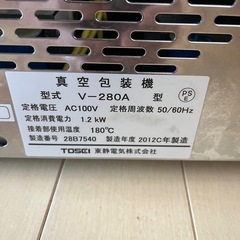 真空包装機
PS
E
型式 V-280A 型
定格電圧 AC100V 定格周波数 50/60Hz
定格消費電力 1.2kW
接着部使用温度 180℃
製造番号 28B7540 製造年度 2012C年製造
TOSEI 東静電気株式会社